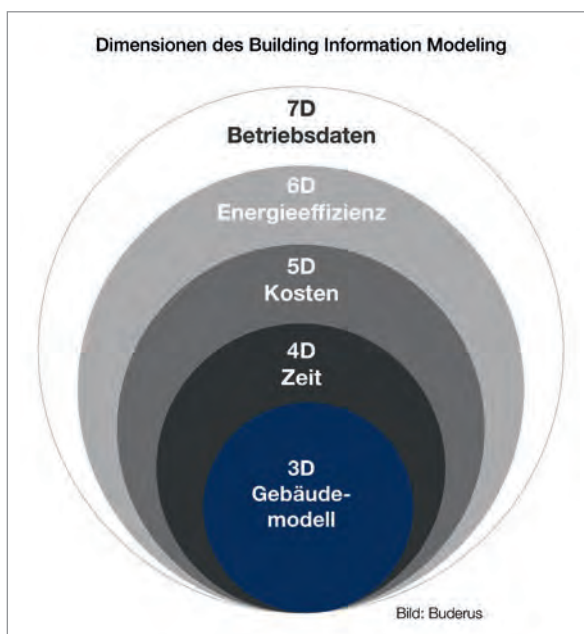 Dimensionen des Building Information Modeling
7D
Betriebsdaten
6D
Energieeffizienz
5D
Kosten
4D
Zeit
3D
Gebäude-
modell
Bild: Buderus